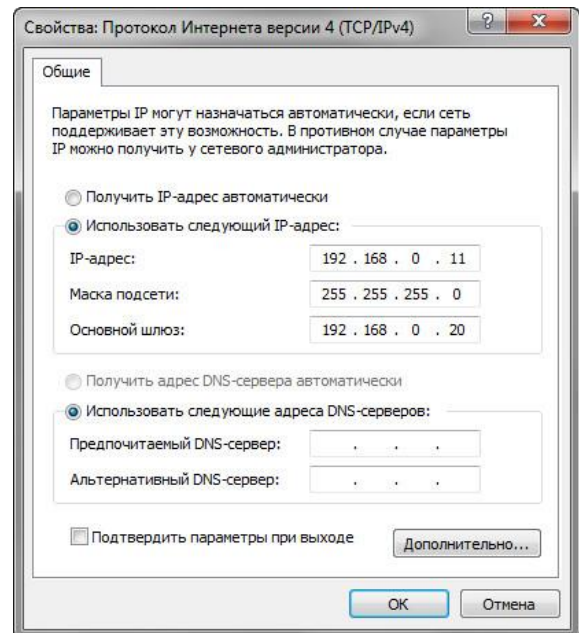 Свойства: Протокол Интернета версии 4 (TCP/IPv4)
Общие
Параметры IP могут назначаться автоматически, если сеть
поддерживает эту возможность. В противном случае параметры
IP можно получить у сетевого администратора.
Получить IP-адрес автоматически
Использовать следующий IP-адрес:
IP-адрес: 192 . 168 . 0 . 11
Маска подсети: 255 . 255 . 255 . 0
Основной шлюз: 192 . 168 . 0 . 20
Получить адрес DNS-сервера автоматически
Использовать следующие адреса DNS-серверов:
Предпочитаемый DNS-сервер: . . .
Альтернативный DNS-сервер: . . .
Подтвердить параметры при выходе Дополнительно...
ОК Отмена